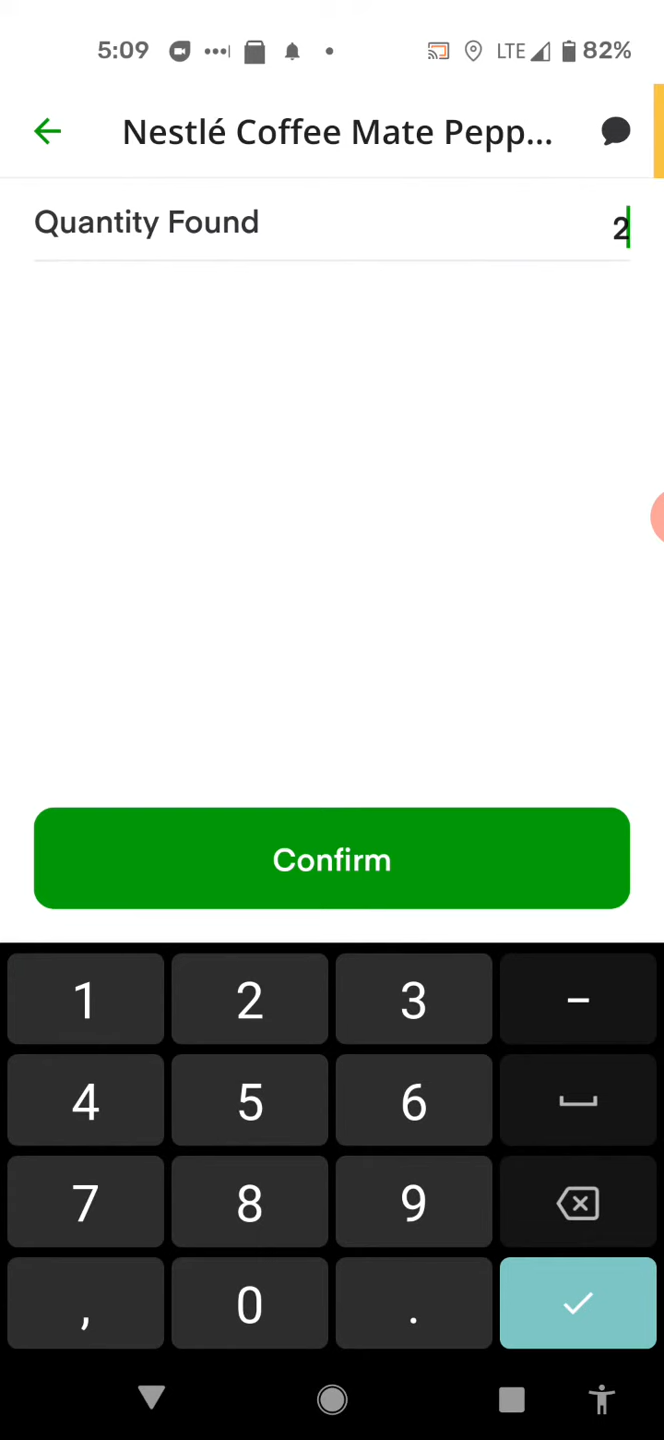 5:09 LTE 82%
Nestlé Coffee Mate Pepp...
Quantity Found 2
Confirm
1 2 3 −
4 5 6
7 8 9
, 0 .